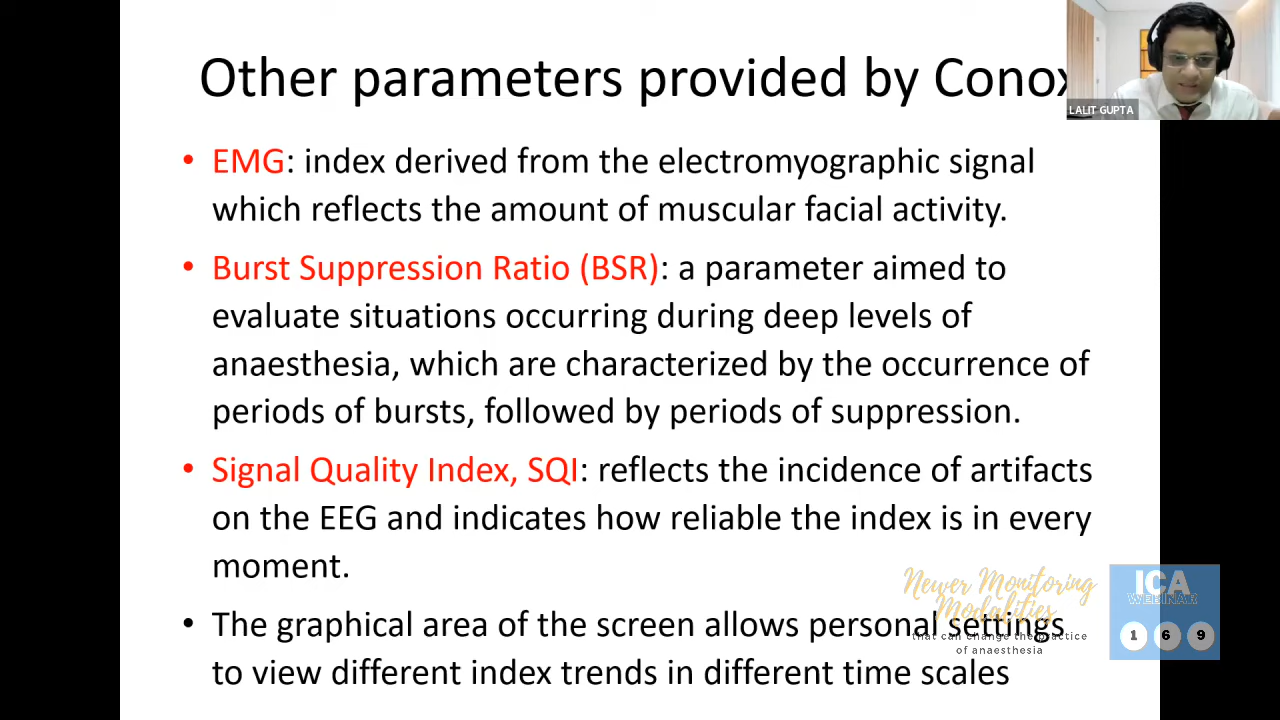 Other parameters provided by Conox
LALIT GUPTA
• EMG: index derived from the electromyographic signal
which reflects the amount of muscular facial activity.
• Burst Suppression Ratio (BSR): a parameter aimed to
evaluate situations occurring during deep levels of
anaesthesia, which are characterized by the occurrence of
periods of bursts, followed by periods of suppression.
• Signal Quality Index, SQI: reflects the incidence of artifacts
on the EEG and indicates how reliable the index is in every
moment.
• The graphical area of the screen allows personal settings
to view different index trends in different time scales
Newer Monitoring
Modalities
that can change the practice
of anaesthesia
ICA
WEBINAR
1 6 9